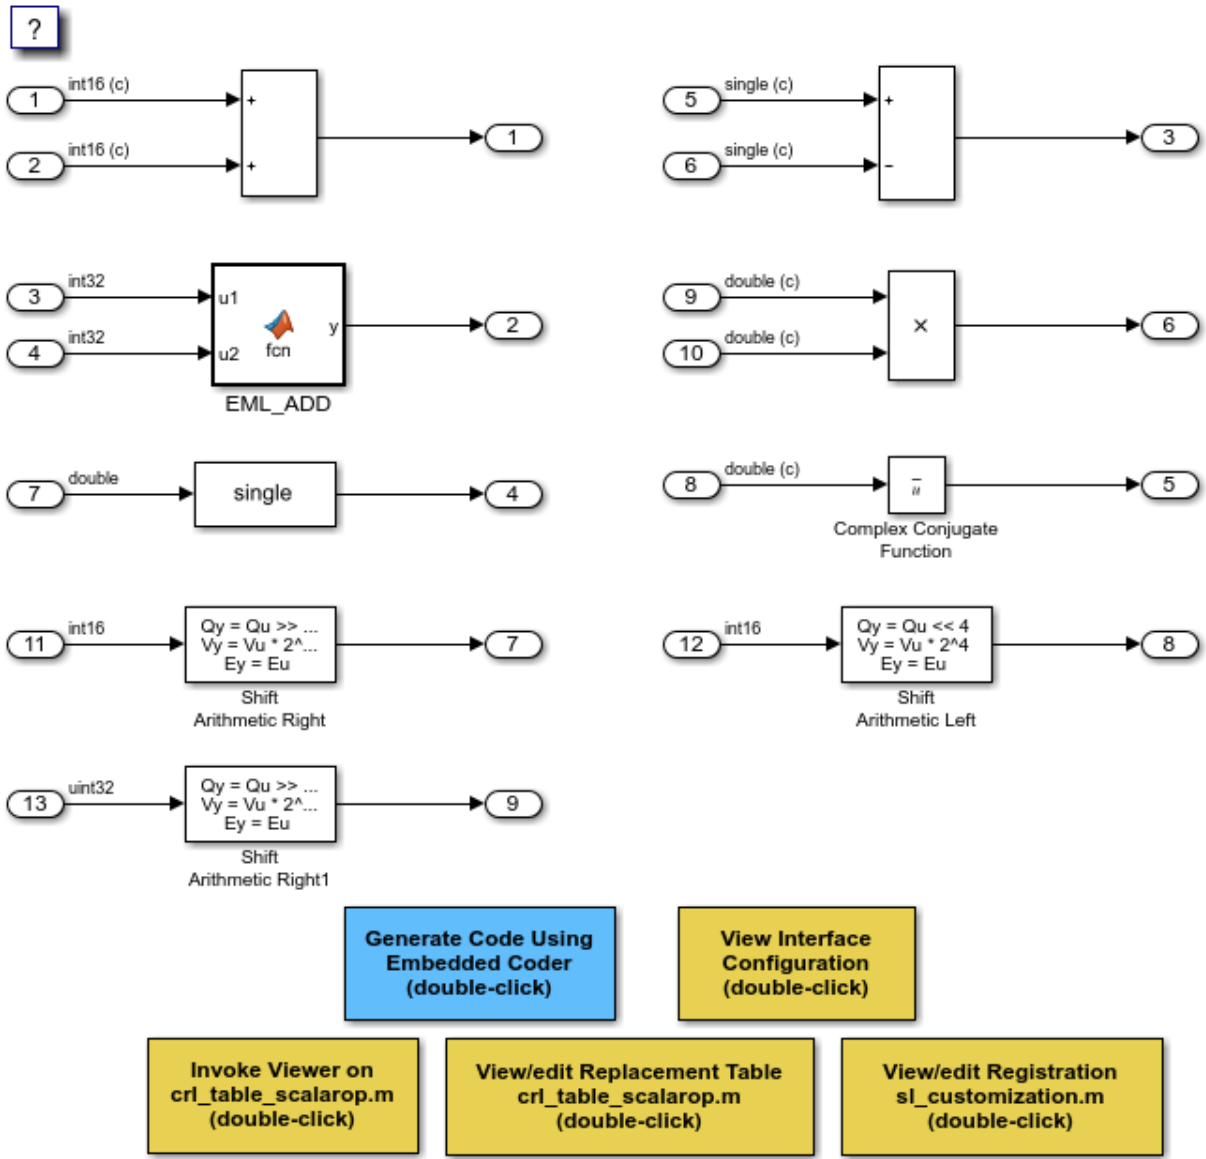 ?
int16 (c)
1
+
int16 (c)
2
+
1
single (c)
5
+
single (c)
6
−
3
int32
3
u1
int32
4
u2
fcn
y
2
EML_ADD
double (c)
9
double (c)
10
×
6
double
7
single
4
double (c)
8
u̅
5
Complex Conjugate
Function
int16
11
Qy = Qu >> ...
Vy = Vu * 2^...
Ey = Eu
7
Shift
Arithmetic Right
int16
12
Qy = Qu << 4
Vy = Vu * 2^4
Ey = Eu
8
Shift
Arithmetic Left
uint32
13
Qy = Qu >> ...
Vy = Vu * 2^...
Ey = Eu
9
Shift
Arithmetic Right1
Generate Code Using
Embedded Coder
(double-click)
View Interface
Configuration
(double-click)
Invoke Viewer on
crl_table_scalarop.m
(double-click)
View/edit Replacement Table
crl_table_scalarop.m
(double-click)
View/edit Registration
sl_customization.m
(double-click)